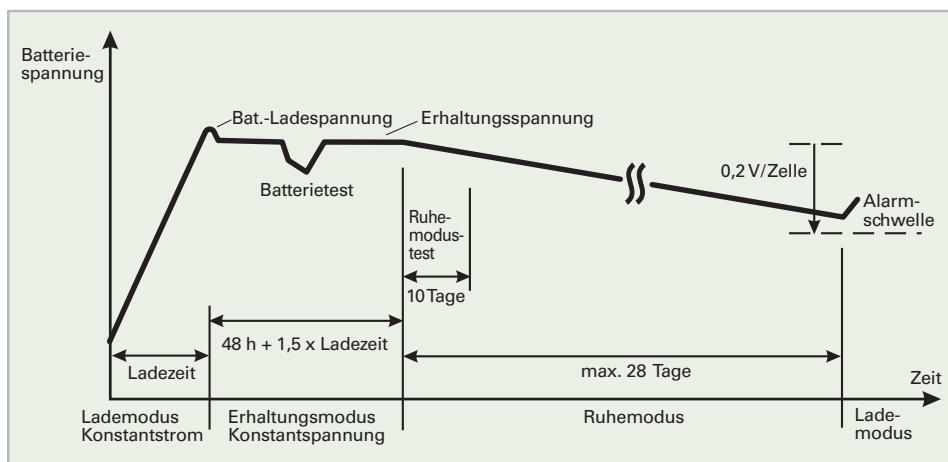 Batterie-
spannung
Bat.-Ladespannung
Erhaltungsspannung
Batterietest
0,2 V/Zelle
Alarm-
schwelle
Ruhe-
modus-
test
10 Tage
48 h + 1,5 x Ladezeit
Ladezeit
max. 28 Tage
Zeit
Lademodus
Konstantstrom
Erhaltungsmodus
Konstantspannung
Ruhemodus
Lade-
modus